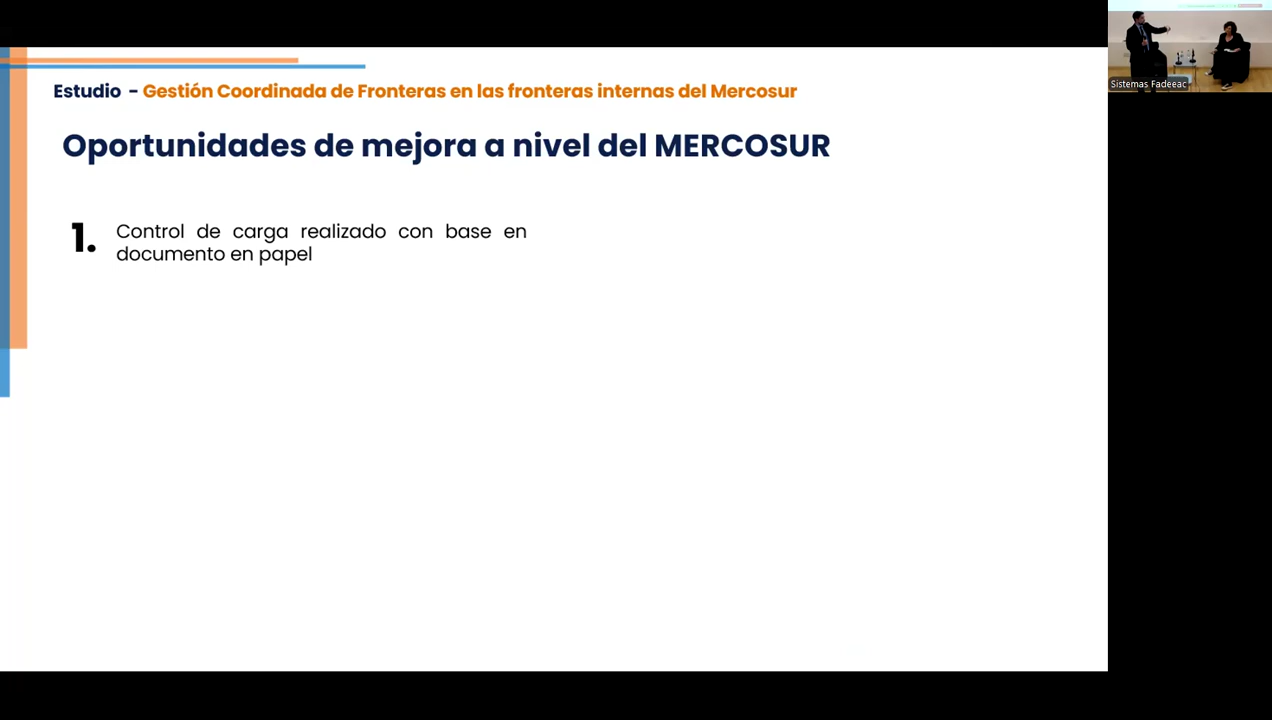 Estudio - Gestión Coordinada de Fronteras en las fronteras internas del Mercosur
Oportunidades de mejora a nivel del MERCOSUR
1. Control de carga realizado con base en
documento en papel
Sistemas Fadeeac